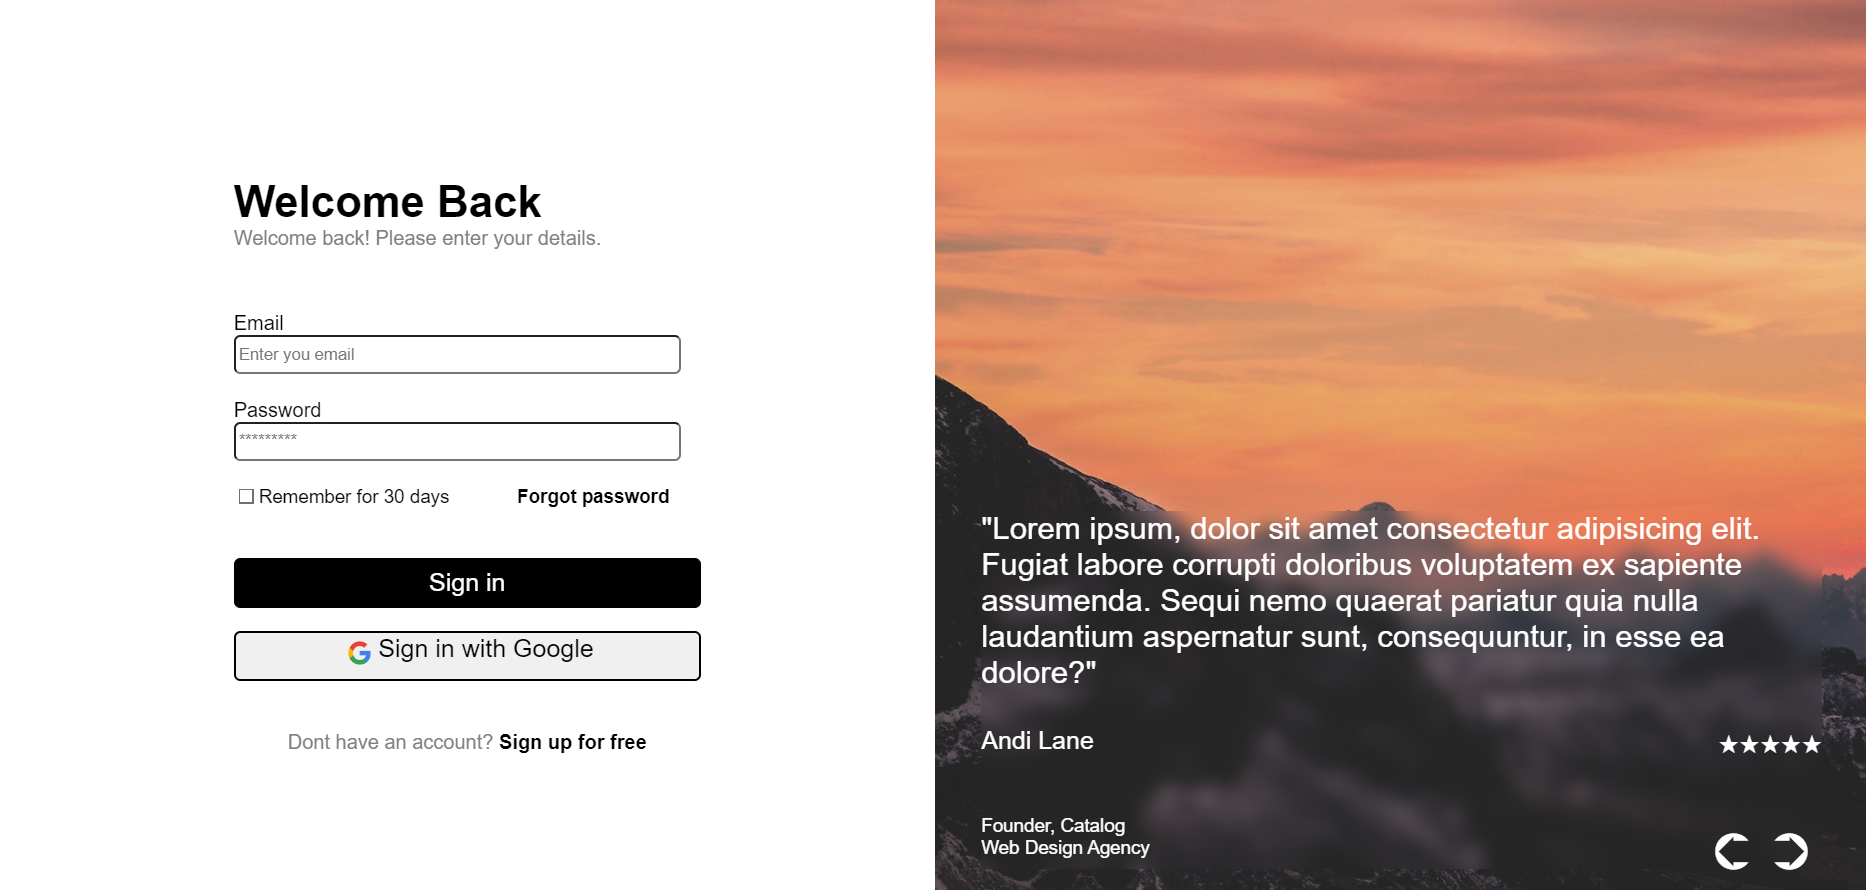 Welcome Back
Welcome back! Please enter your details.
Email
Enter you email
Password
*********
Remember for 30 days
Forgot password
Sign in
Sign in with Google
Dont have an account? Sign up for free
"Lorem ipsum, dolor sit amet consectetur adipisicing elit.
Fugiat labore corrupti doloribus voluptatem ex sapiente
assumenda. Sequi nemo quaerat pariatur quia nulla
laudantium aspernatur sunt, consequuntur, in esse ea
dolore?"
Andi Lane
★★★★★
Founder, Catalog
Web Design Agency